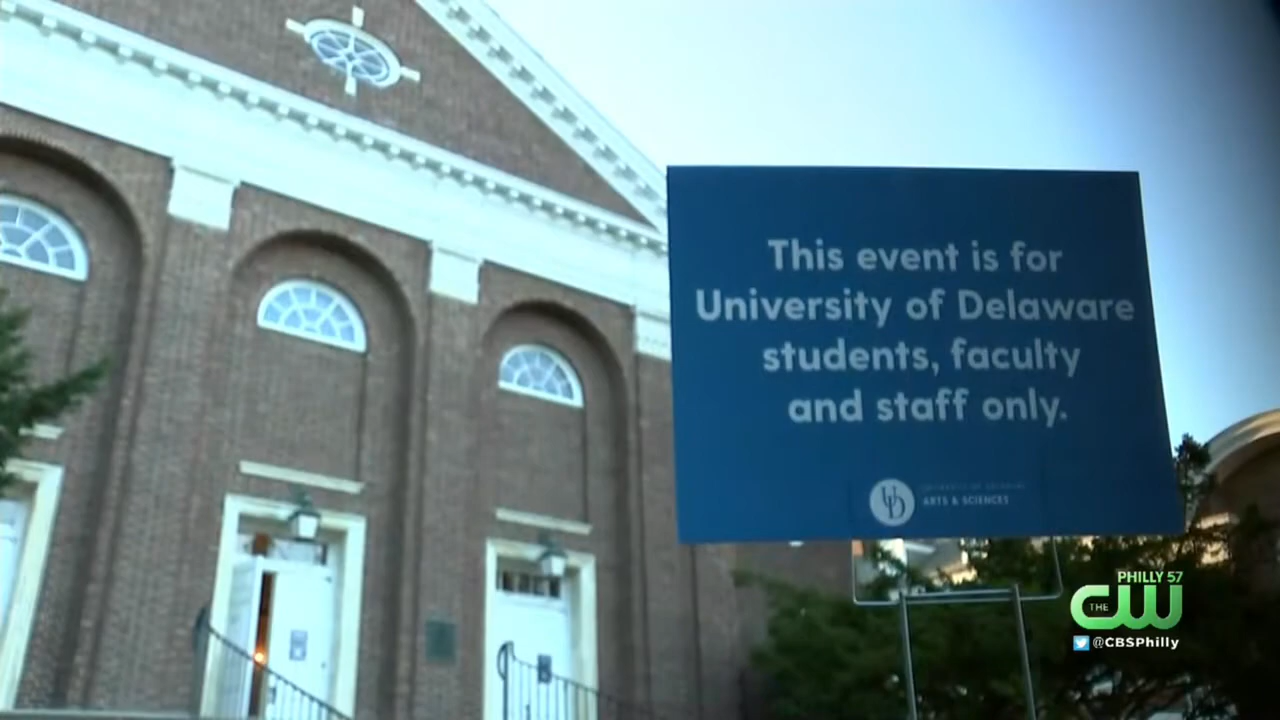 This event is for
University of Delaware
students, faculty
and staff only.
UD
ARTS & SCIENCES
PHILLY 57
THE CW
@CBSPhilly